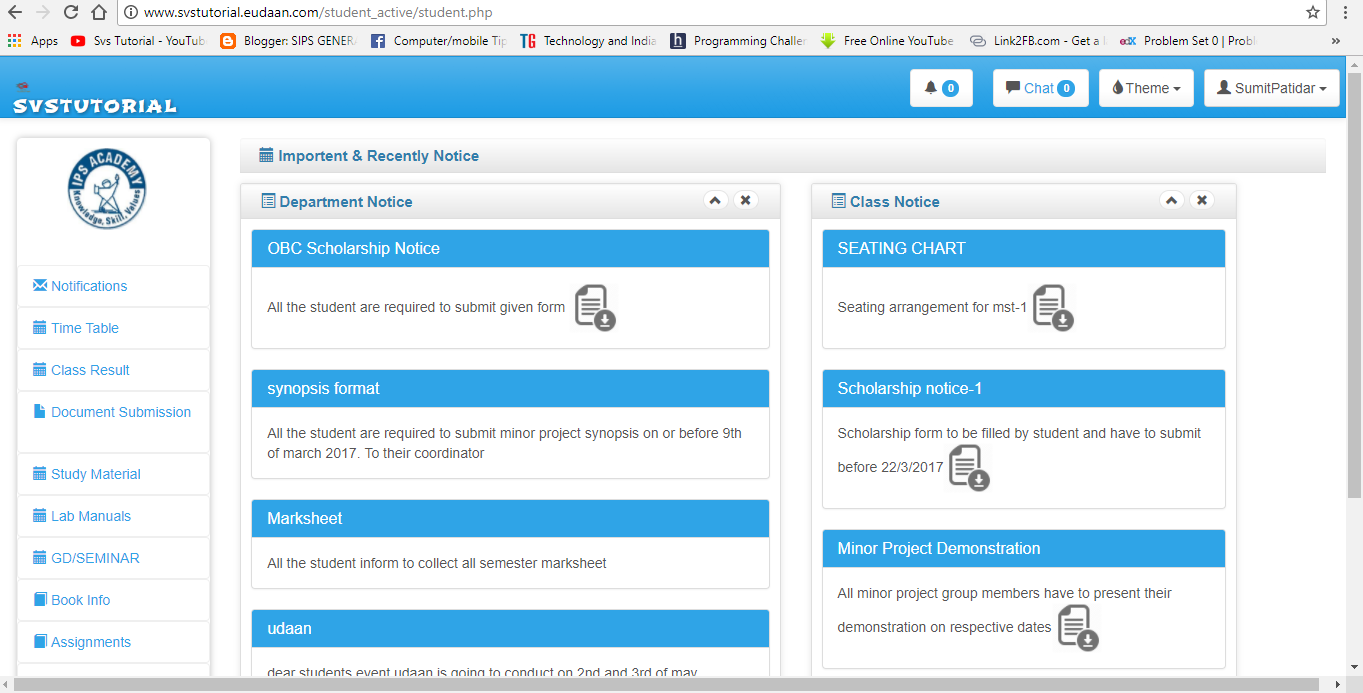 www.svstutorial.eudaan.com/student_active/student.php
Apps
Svs Tutorial - YouTub
Blogger: SIPS GENER
Computer/mobile Tip
TG Technology and India
h Programming Challer
Free Online YouTube
Link2FB.com - Get a
edX Problem Set 0 | Probl
»
SVSTUTORIAL
0
Chat 0
Theme
SumitPatidar
IPS ACADEMY
Knowledge, Skill, Values
Notifications
Time Table
Class Result
Document Submission
Study Material
Lab Manuals
GD/SEMINAR
Book Info
Assignments
Importent & Recently Notice
Department Notice
OBC Scholarship Notice
All the student are required to submit given form
synopsis format
All the student are required to submit minor project synopsis on or before 9th
of march 2017. To their coordinator
Marksheet
All the student inform to collect all semester marksheet
udaan
dear students event udaan is going to conduct on 2nd and 3rd of may
Class Notice
SEATING CHART
Seating arrangement for mst-1
Scholarship notice-1
Scholarship form to be filled by student and have to submit
before 22/3/2017
Minor Project Demonstration
All minor project group members have to present their
demonstration on respective dates